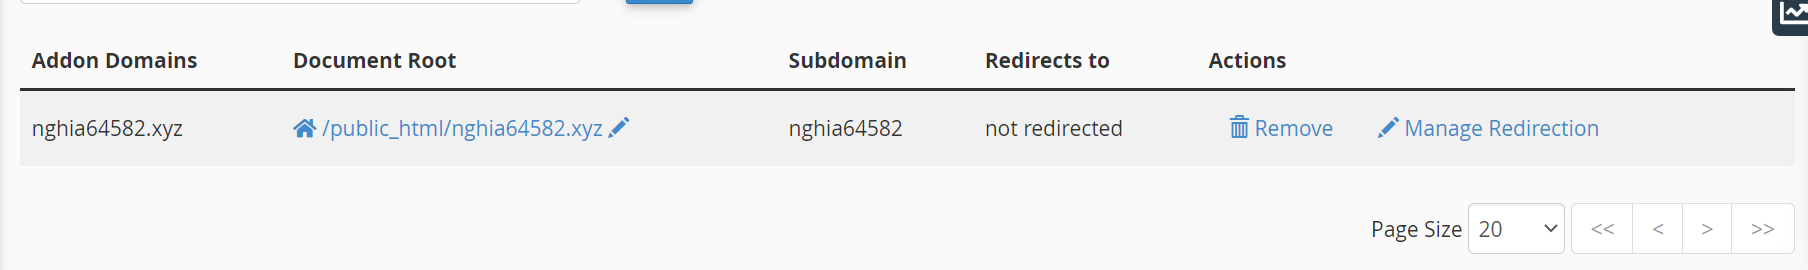 Addon Domains Document Root Subdomain Redirects to Actions
nghia64582.xyz /public_html/nghia64582.xyz nghia64582 not redirected Remove Manage Redirection
Page Size 20 << < > >>